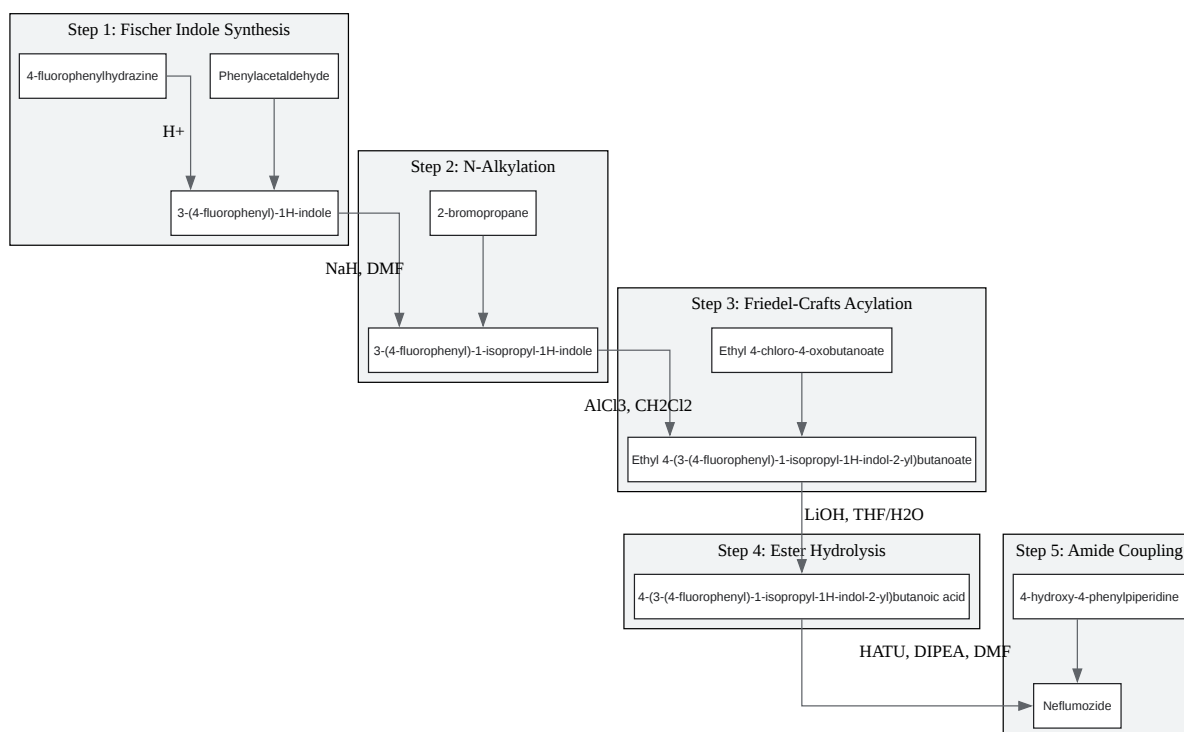 Step 1: Fischer Indole Synthesis
4-fluorophenylhydrazine
Phenylacetaldehyde
H+
3-(4-fluorophenyl)-1H-indole
Step 2: N-Alkylation
2-bromopropane
NaH, DMF
3-(4-fluorophenyl)-1-isopropyl-1H-indole
Step 3: Friedel-Crafts Acylation
Ethyl 4-chloro-4-oxobutanoate
AlCl3, CH2Cl2
Ethyl 4-(3-(4-fluorophenyl)-1-isopropyl-1H-indol-2-yl)butanoate
LiOH, THF/H2O
Step 4: Ester Hydrolysis
4-(3-(4-fluorophenyl)-1-isopropyl-1H-indol-2-yl)butanoic acid
Step 5: Amide Coupling
4-hydroxy-4-phenylpiperidine
HATU, DIPEA, DMF
Neflumozide